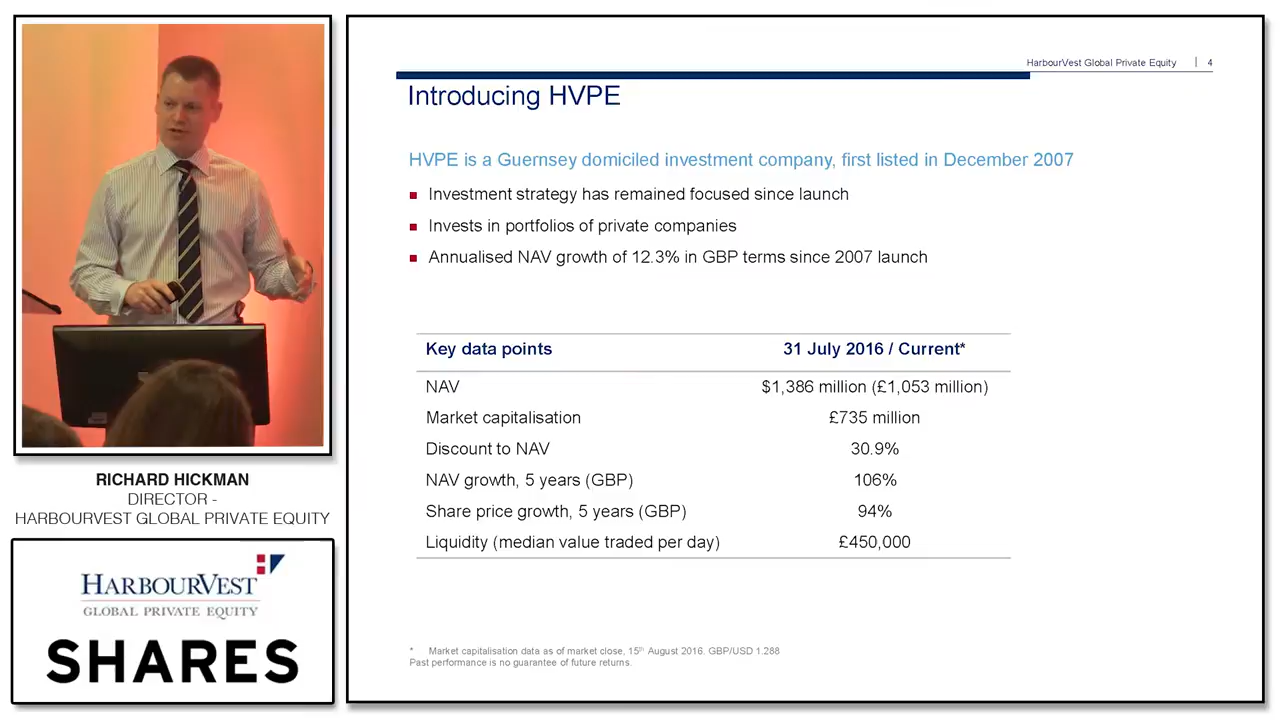 HarbourVest Global Private Equity | 4
Introducing HVPE
HVPE is a Guernsey domiciled investment company, first listed in December 2007
Investment strategy has remained focused since launch
Invests in portfolios of private companies
Annualised NAV growth of 12.3% in GBP terms since 2007 launch
Key data points 31 July 2016 / Current*
NAV $1,386 million (£1,053 million)
Market capitalisation £735 million
Discount to NAV 30.9%
NAV growth, 5 years (GBP) 106%
Share price growth, 5 years (GBP) 94%
Liquidity (median value traded per day) £450,000
* Market capitalisation data as of market close, 15th August 2016. GBP/USD 1.288
Past performance is no guarantee of future returns.
RICHARD HICKMAN
DIRECTOR -
HARBOURVEST GLOBAL PRIVATE EQUITY
HARBOURVEST
GLOBAL PRIVATE EQUITY
SHARES